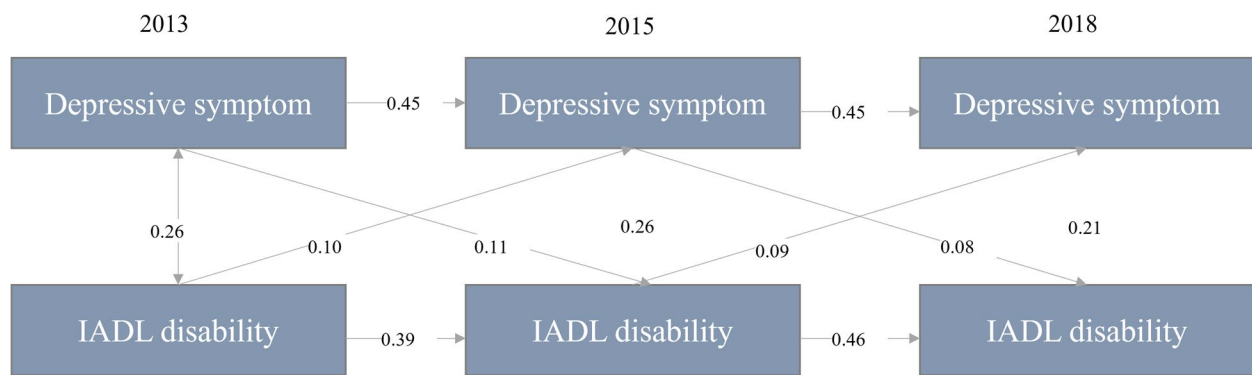 2013
2015
2018
Depressive symptom
0.45
Depressive symptom
0.45
Depressive symptom
0.26
0.10
0.11
0.26
0.09
0.08
0.21
IADL disability
0.39
IADL disability
0.46
IADL disability